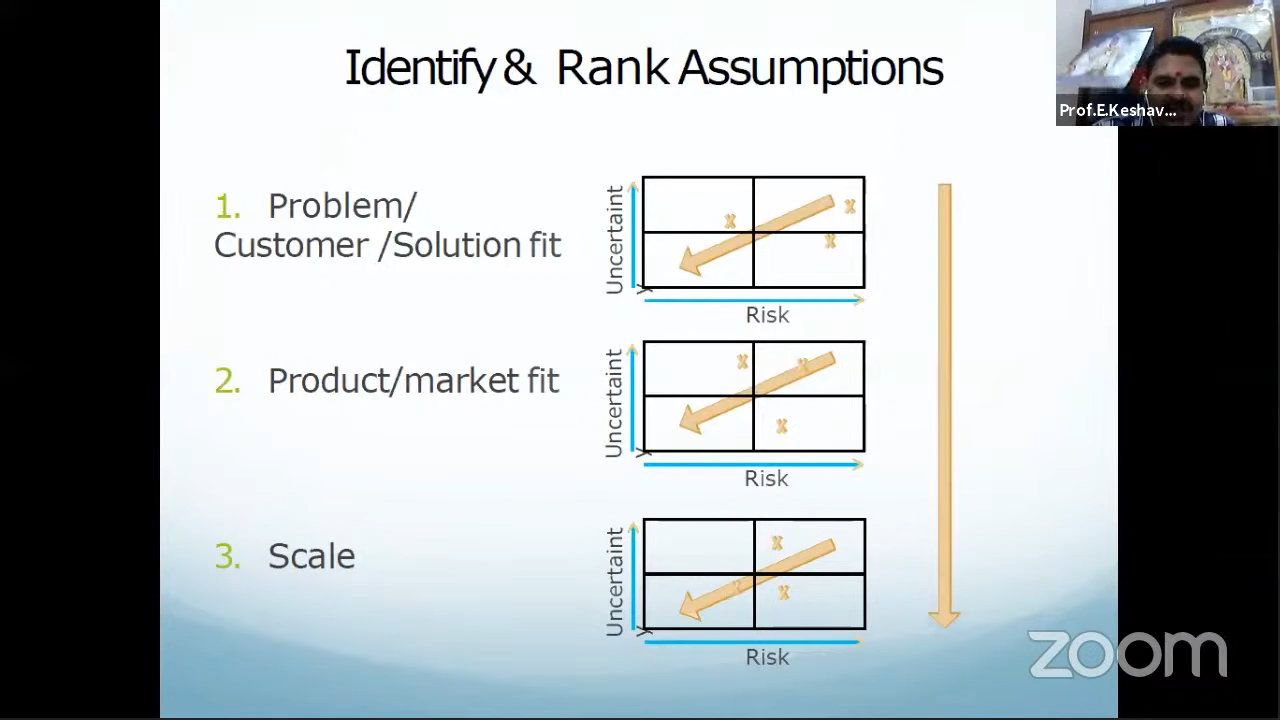 Identify & Rank Assumptions
Prof.E.Keshav...
1. Problem/
Customer /Solution fit
Uncertaint
y
x
x
x
Risk
2. Product/market fit
Uncertaint
y
x
x
x
Risk
3. Scale
Uncertaint
y
x
x
Risk
zoom